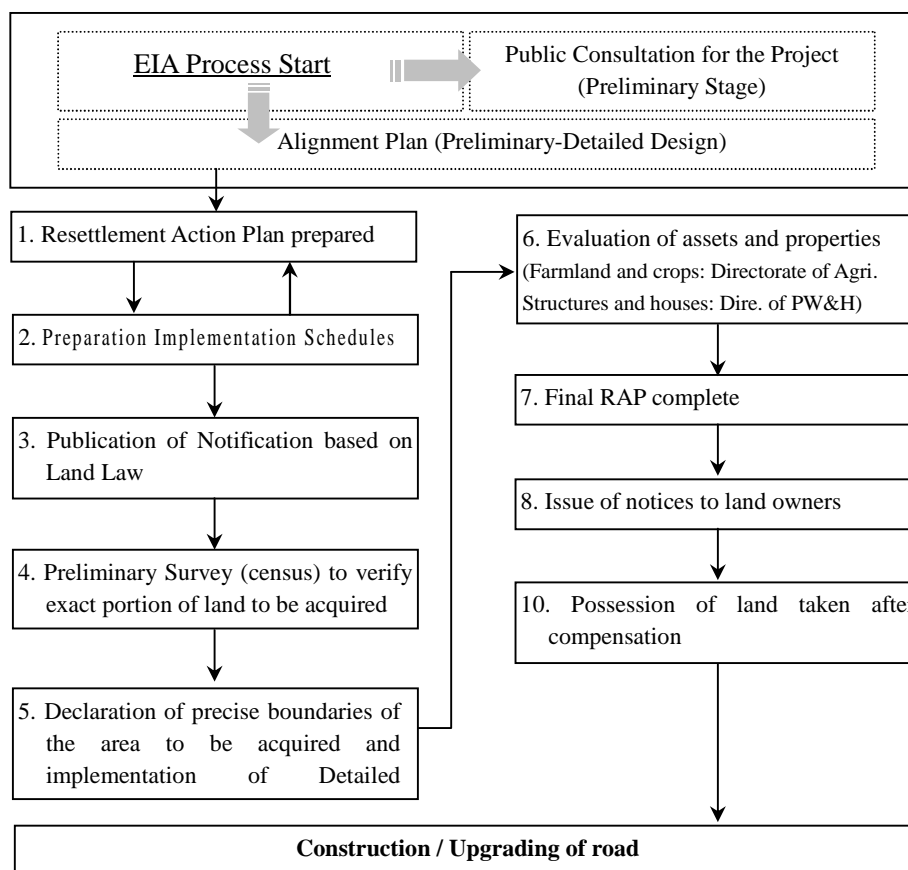 EIA Process Start
Public Consultation for the Project
(Preliminary Stage)
Alignment Plan (Preliminary-Detailed Design)
1. Resettlement Action Plan prepared
2. Preparation Implementation Schedules
3. Publication of Notification based on
Land Law
4. Preliminary Survey (census) to verify
exact portion of land to be acquired
5. Declaration of precise boundaries of
the area to be acquired and
implementation of Detailed
6. Evaluation of assets and properties
(Farmland and crops: Directorate of Agri.
Structures and houses: Dire. of PW&H)
7. Final RAP complete
8. Issue of notices to land owners
10. Possession of land taken after
compensation
Construction / Upgrading of road